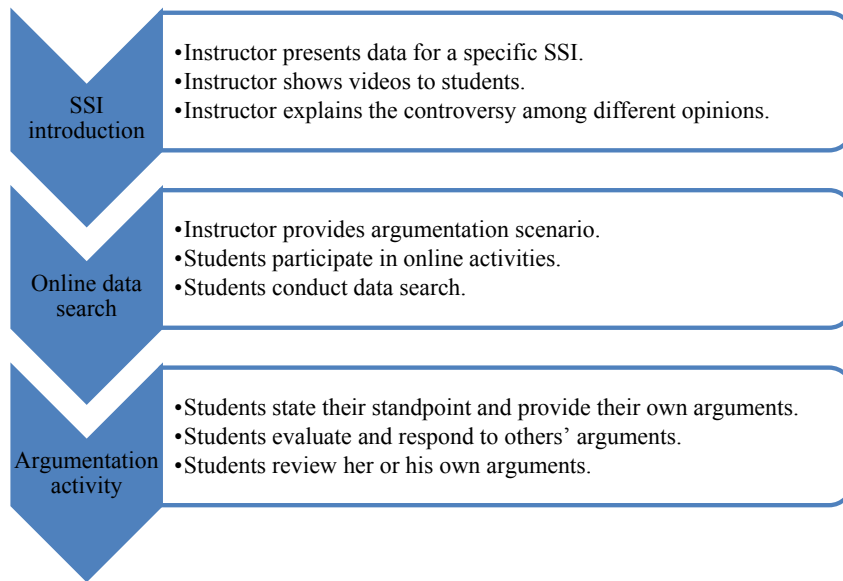 SSI
introduction
•Instructor presents data for a specific SSI.
•Instructor shows videos to students.
•Instructor explains the controversy among different opinions.
Online data
search
•Instructor provides argumentation scenario.
•Students participate in online activities.
•Students conduct data search.
Argumentation
activity
•Students state their standpoint and provide their own arguments.
•Students evaluate and respond to others’ arguments.
•Students review her or his own arguments.